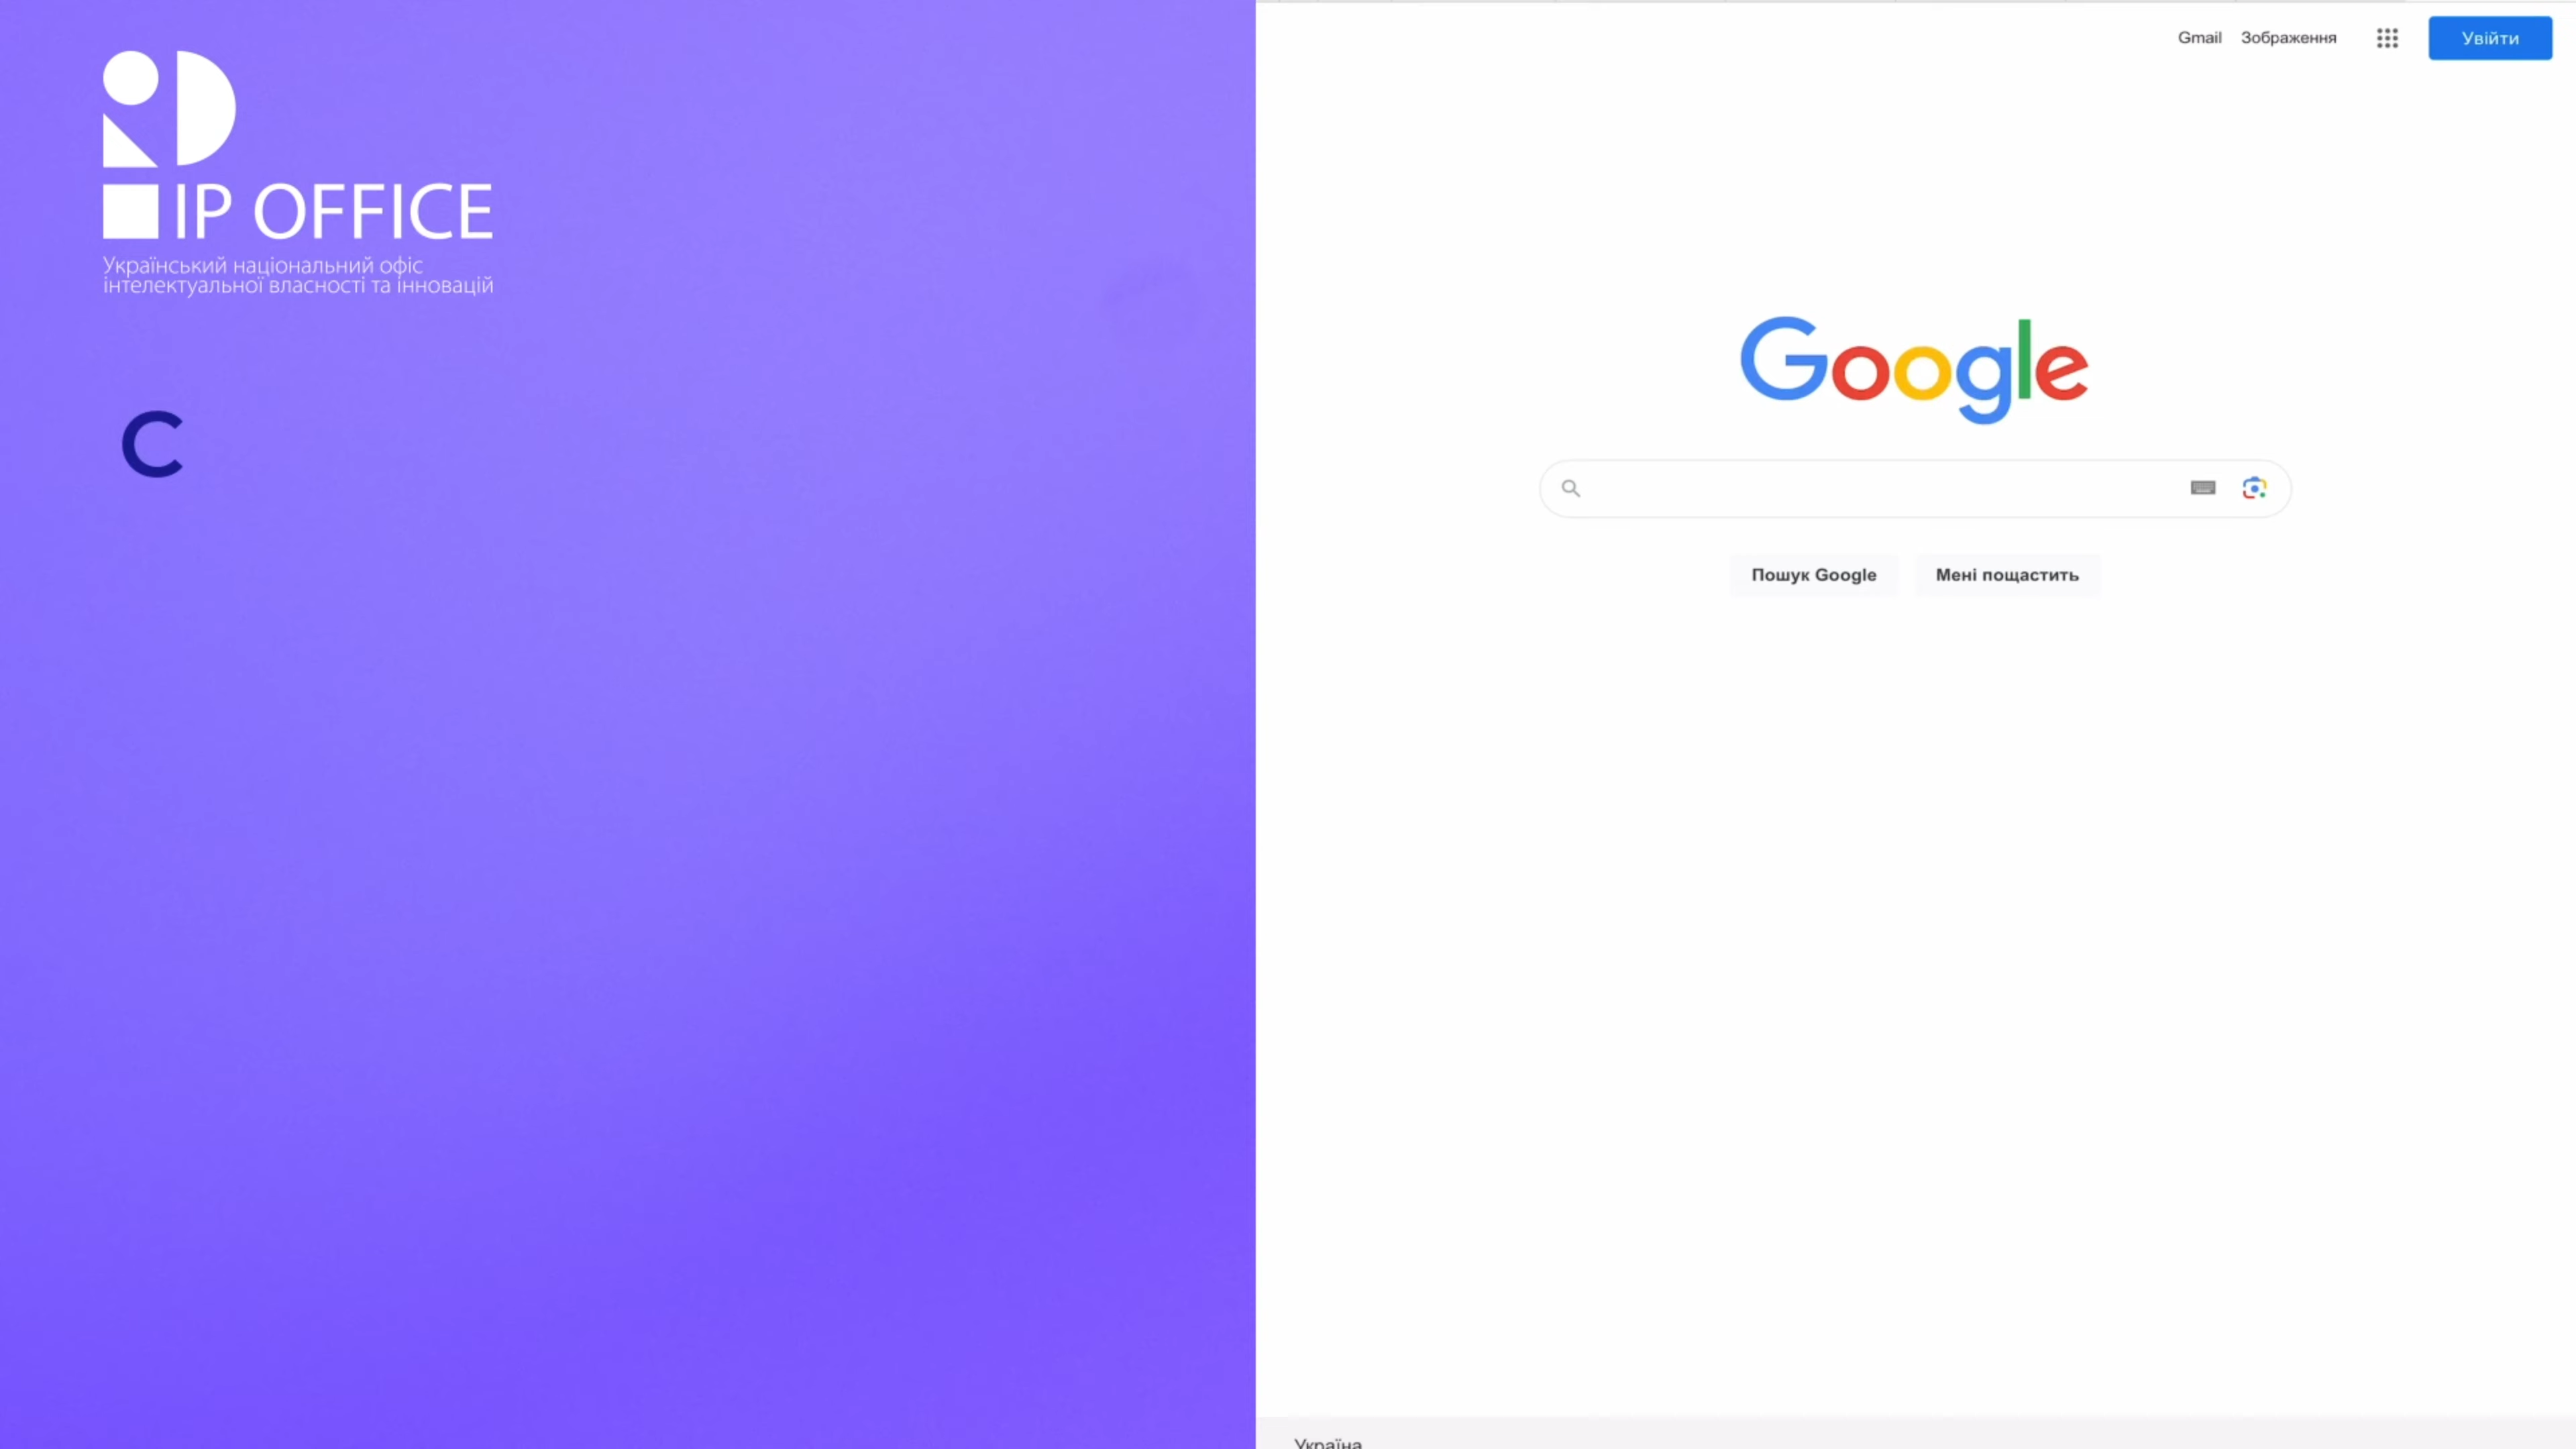 IP OFFICE
Український національний офіс
інтелектуальної власності та інновацій
С
Gmail Зображення Увійти
Google
Пошук Google Мені пощастить
Україна